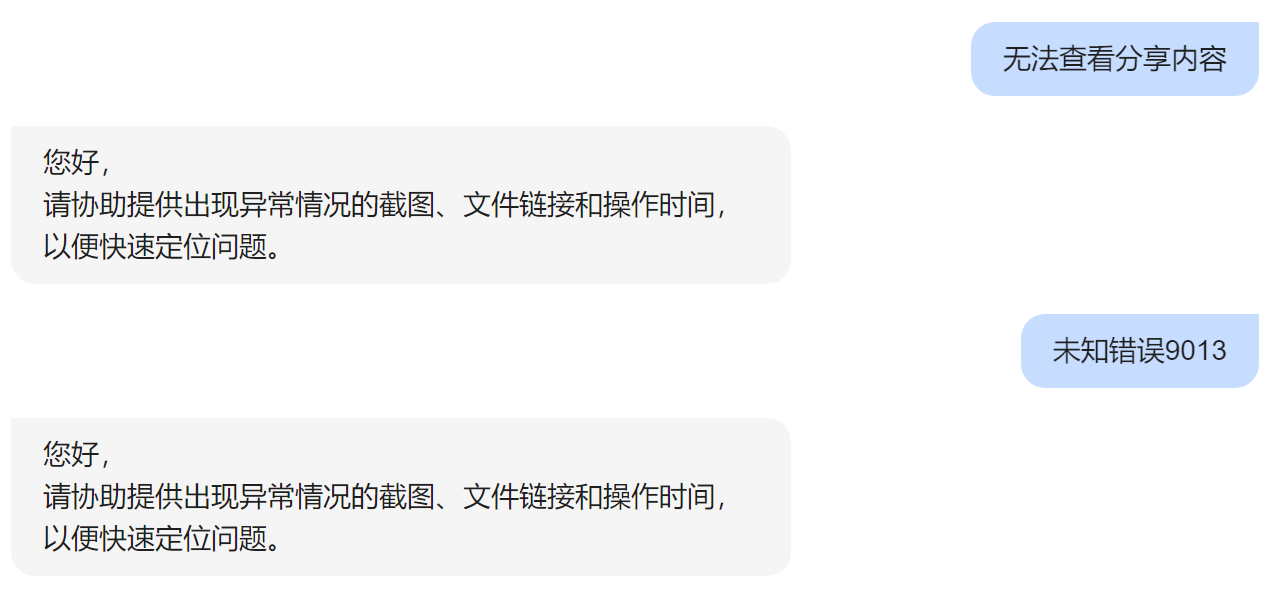 无法查看分享内容
您好，
请协助提供出现异常情况的截图、文件链接和操作时间，
以便快速定位问题。
未知错误9013
您好，
请协助提供出现异常情况的截图、文件链接和操作时间，
以便快速定位问题。